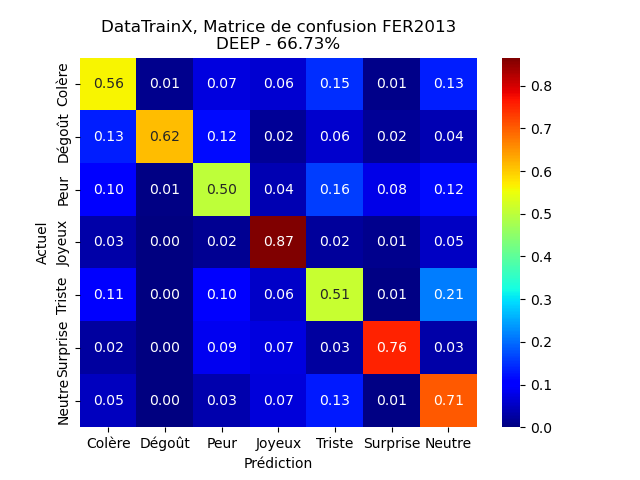 DataTrainX, Matrice de confusion FER2013
DEEP - 66.73%
Actuel
Colère 0.56 0.01 0.07 0.06 0.15 0.01 0.13
Dégoût 0.13 0.62 0.12 0.02 0.06 0.02 0.04
Peur 0.10 0.01 0.50 0.04 0.16 0.08 0.12
Joyeux 0.03 0.00 0.02 0.87 0.02 0.01 0.05
Triste 0.11 0.00 0.10 0.06 0.51 0.01 0.21
Surprise 0.02 0.00 0.09 0.07 0.03 0.76 0.03
Neutre 0.05 0.00 0.03 0.07 0.13 0.01 0.71
Colère Dégoût Peur Joyeux Triste Surprise Neutre
Prédiction
0.8
0.7
0.6
0.5
0.4
0.3
0.2
0.1
0.0